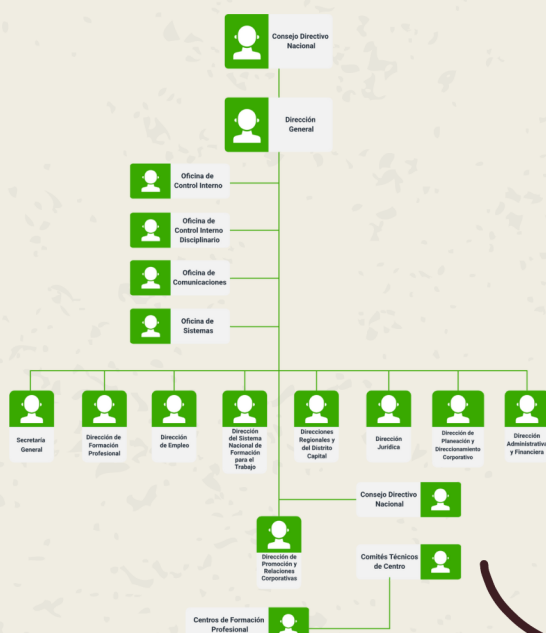 Consejo Directivo
Nacional
Dirección
General
Oficina de
Control Interno
Oficina de
Control Interno
Disciplinario
Oficina de
Comunicaciones
Oficina de
Sistemas
Secretaria
General
Dirección de
Formación
Profesional
Dirección
de Empleo
Dirección
del Sistema
Nacional de
Formación
para el
Trabajo
Direcciones
Regionales y
del Distrito
Capital
Dirección
Jurídica
Dirección de
Planeación y
Direccionamiento
Corporativo
Dirección
Administrativa
y Financiera
Consejo Directivo
Nacional
Dirección de
Promoción y
Relaciones
Corporativas
Comités Técnicos
de Centro
Centros de Formación
Profesional